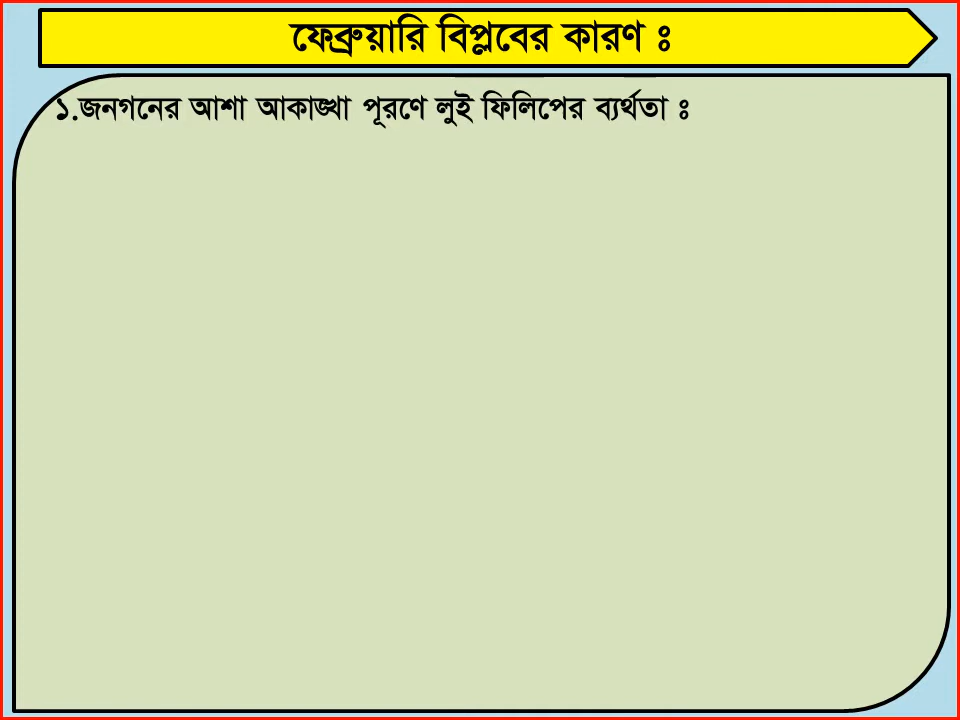 ফেব্রুয়ারি বিপ্লবের কারণ ঃ
১.জনগনের আশা আকাঙ্খা পূরণে লুই ফিলিপের ব্যর্থতা ঃ